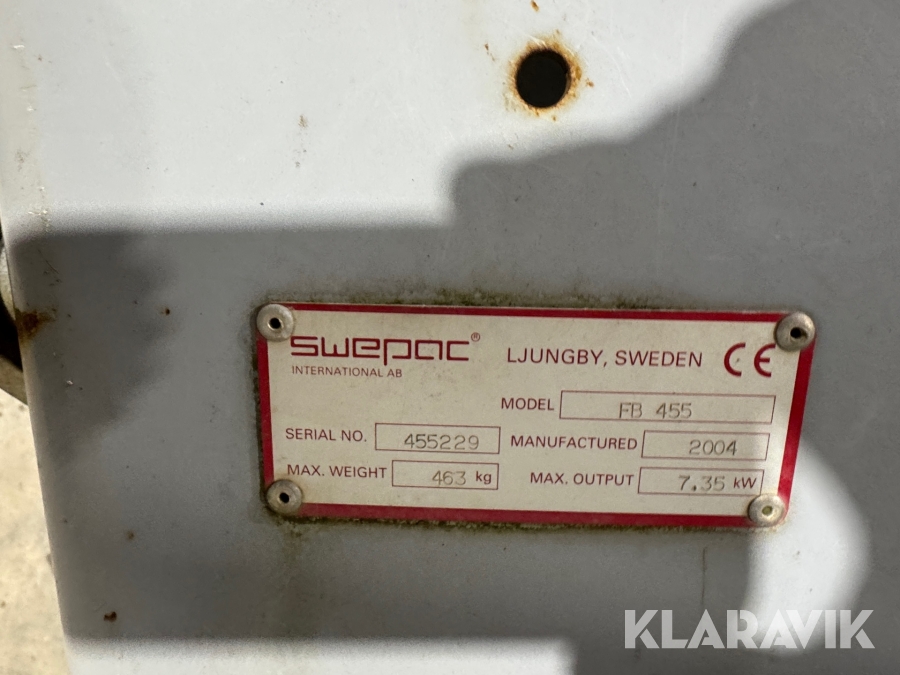 swepac® LJUNGBY, SWEDEN CE
INTERNATIONAL AB
MODEL FB 455
SERIAL NO. 455229 MANUFACTURED 2004
MAX. WEIGHT 463 kg MAX. OUTPUT 7.35 kW
KLARAVIK